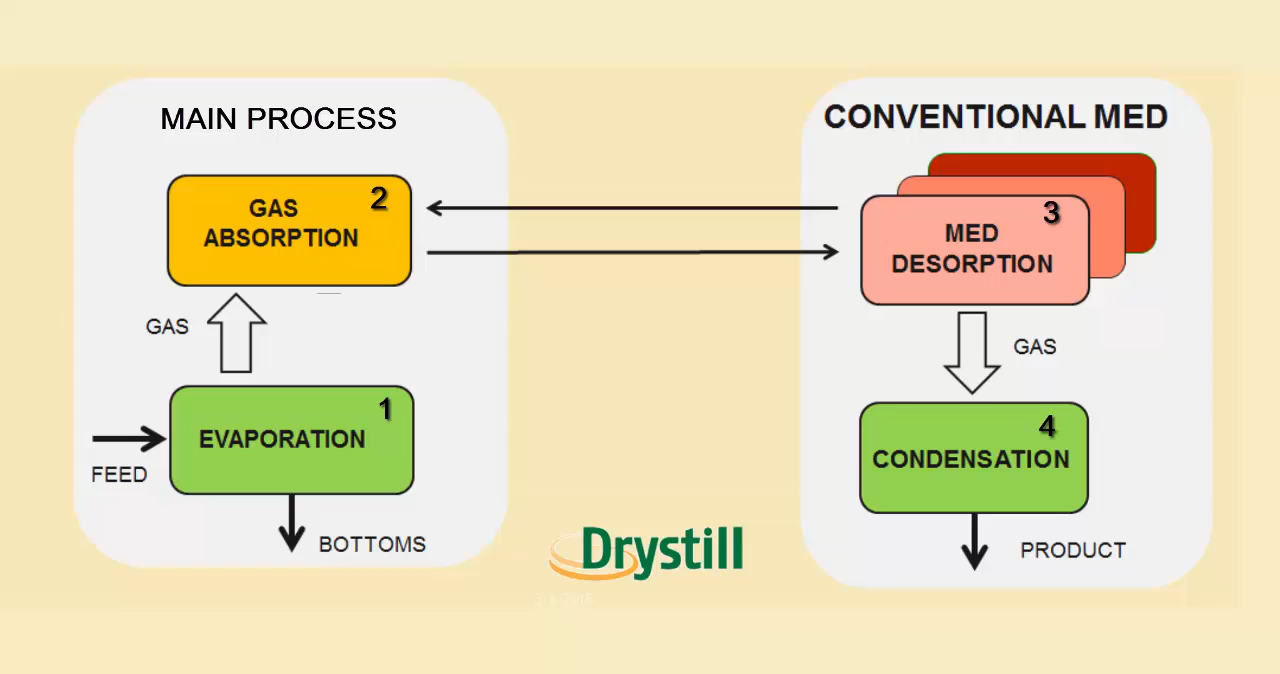 MAIN PROCESS
GAS
ABSORPTION
2
GAS
1
EVAPORATION
FEED
BOTTOMS
CONVENTIONAL MED
3
MED
DESORPTION
GAS
4
CONDENSATION
PRODUCT
Drystill